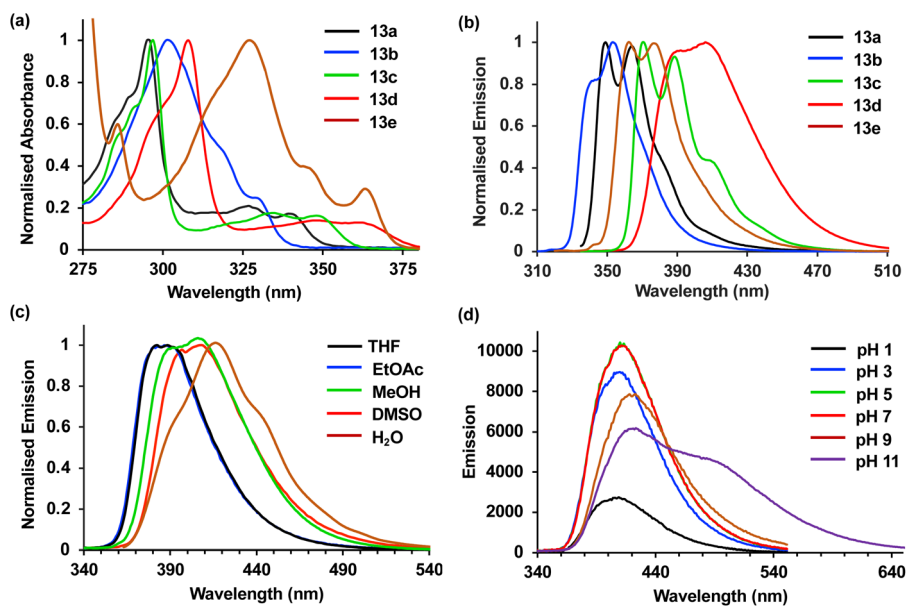 (a)
13a
13b
13c
13d
13e
Normalised Absorbance
1
0.8
0.6
0.4
0.2
0
275 300 325 350 375
Wavelength (nm)
(b)
13a
13b
13c
13d
13e
Normalised Emission
1
0.8
0.6
0.4
0.2
0
310 350 390 430 470 510
Wavelength (nm)
(c)
THF
EtOAc
MeOH
DMSO
H₂O
Normalised Emission
1
0.8
0.6
0.4
0.2
0
340 390 440 490 540
Wavelength (nm)
(d)
pH 1
pH 3
pH 5
pH 7
pH 9
pH 11
Emission
10000
8000
6000
4000
2000
0
340 440 540 640
Wavelength (nm)